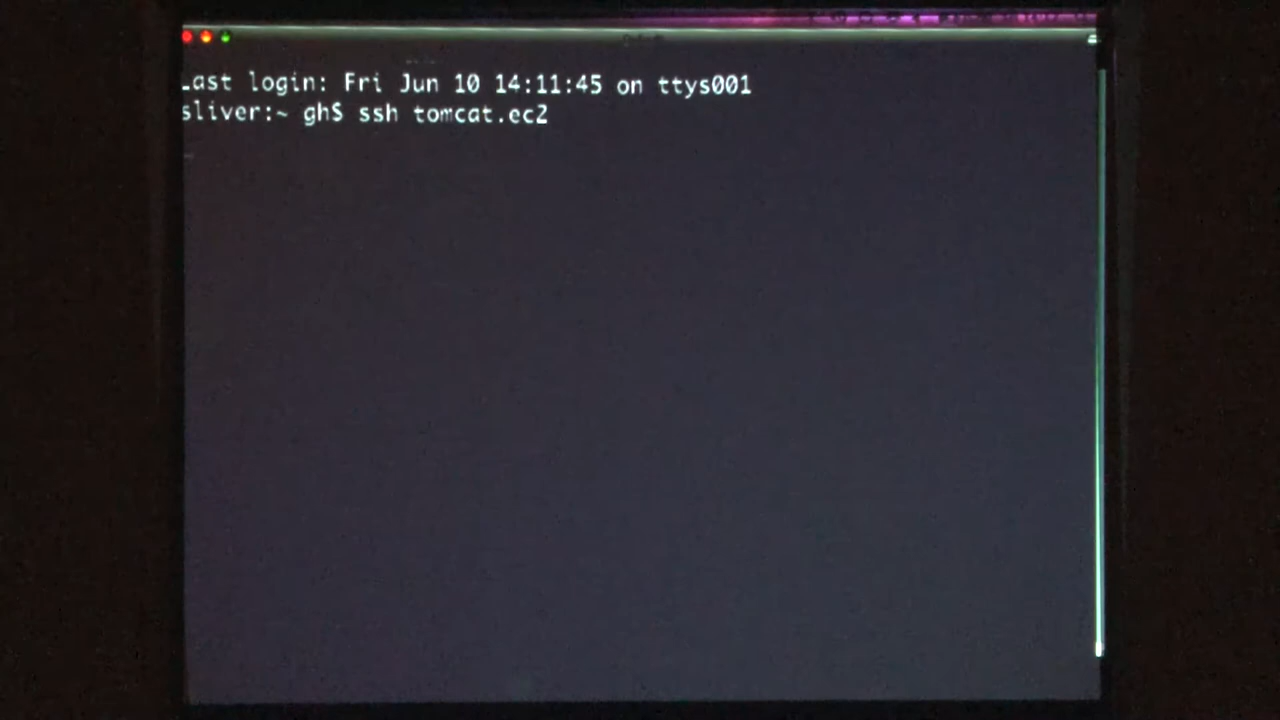 Last login: Fri Jun 10 14:11:45 on ttys001
sliver:~ gh$ ssh tomcat.ec2